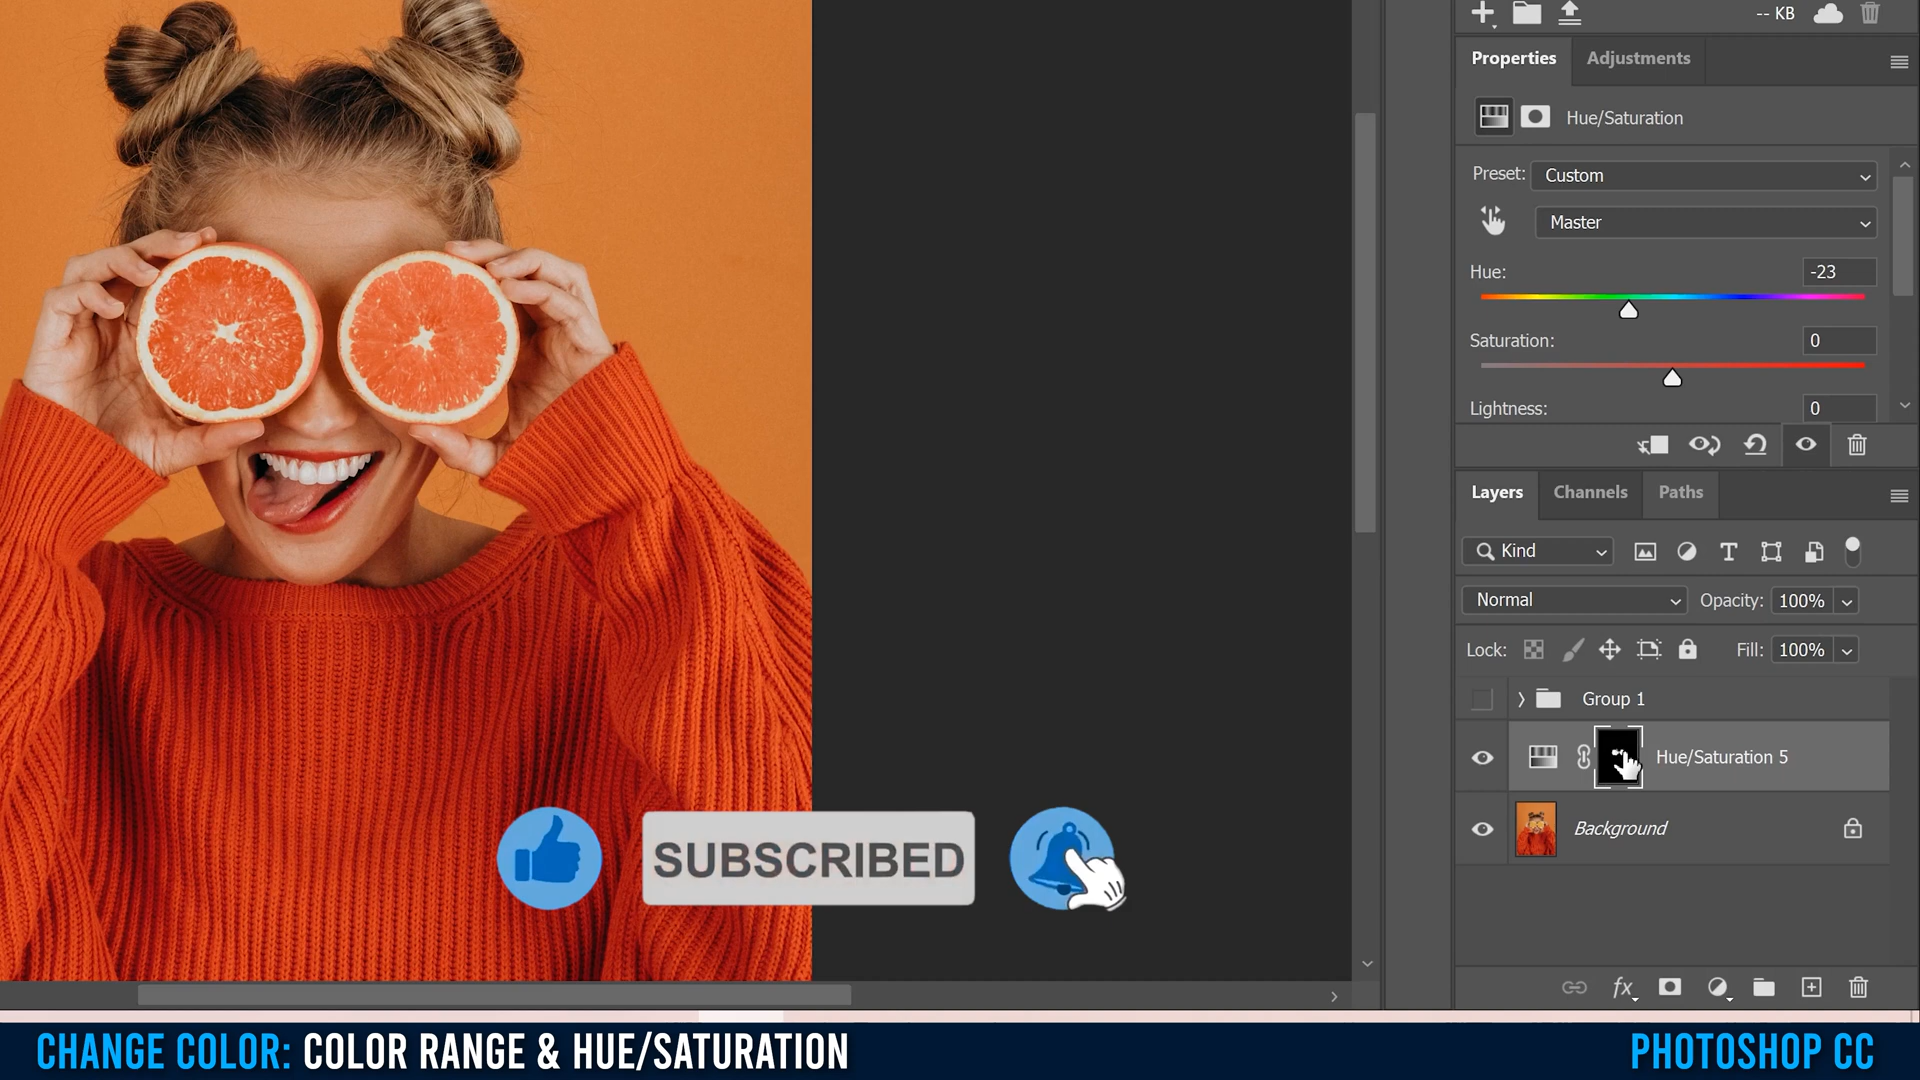 -- KB
Properties
Adjustments
Hue/Saturation
Preset:
Custom
Master
Hue:
-23
Saturation:
0
Lightness:
0
Layers
Channels
Paths
Kind
T
Normal
Opacity:
100%
Lock:
Fill:
100%
Group 1
Hue/Saturation 5
Background
SUBSCRIBED
fx
CHANGE COLOR: COLOR RANGE & HUE/SATURATION
PHOTOSHOP CC